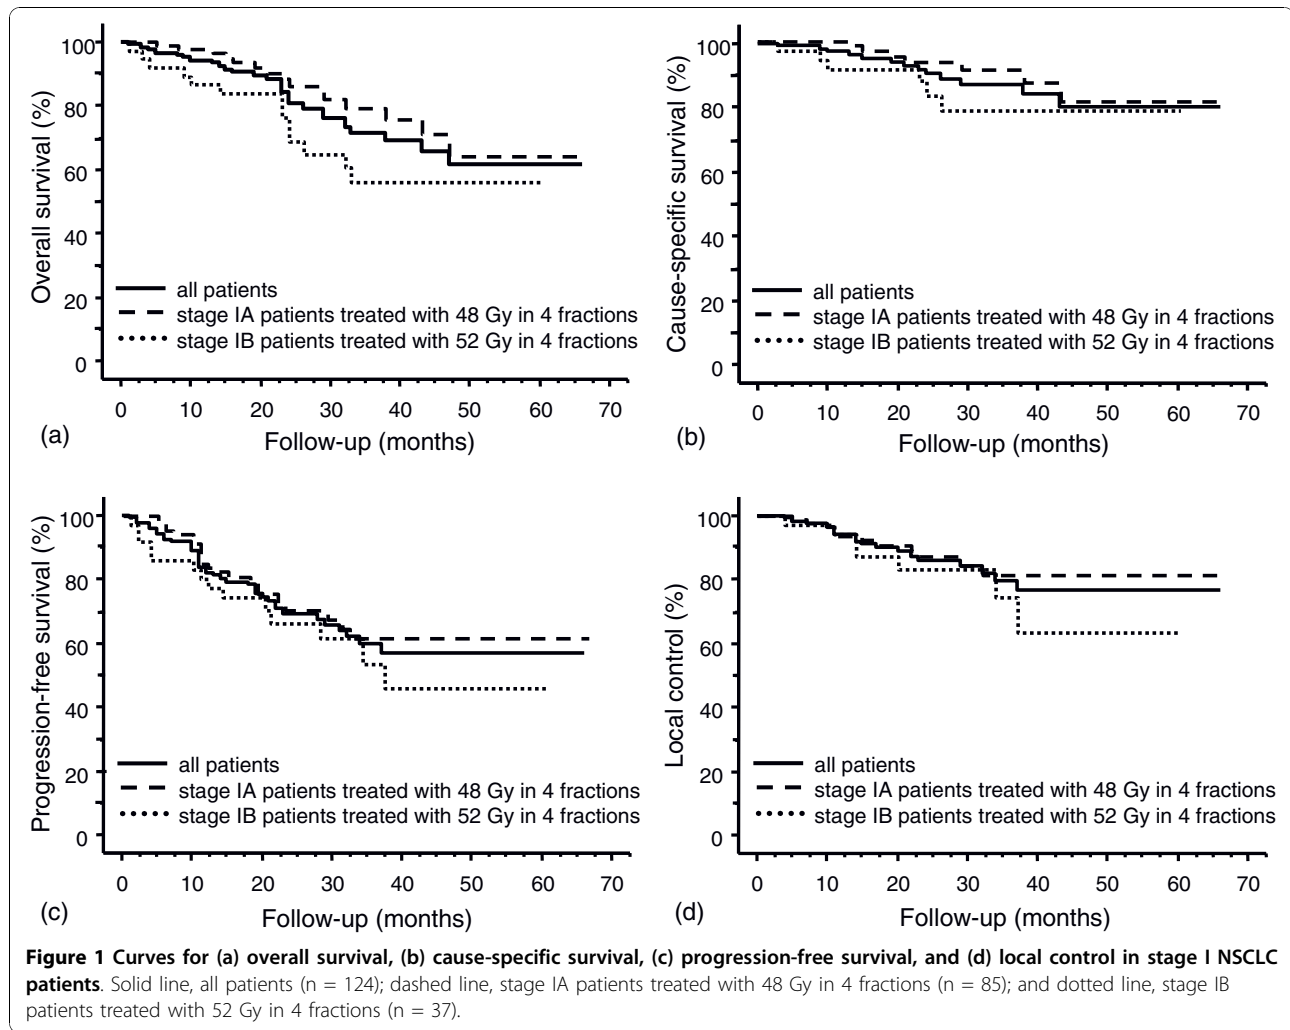 100
80
60
40
20
0
Overall survival (%)
all patients
stage IA patients treated with 48 Gy in 4 fractions
stage IB patients treated with 52 Gy in 4 fractions
0 10 20 30 40 50 60 70
(a)
Follow-up (months)
100
80
60
40
20
0
Cause-specific survival (%)
all patients
stage IA patients treated with 48 Gy in 4 fractions
stage IB patients treated with 52 Gy in 4 fractions
0 10 20 30 40 50 60 70
(b)
Follow-up (months)
100
80
60
40
20
0
Progression-free survival (%)
all patients
stage IA patients treated with 48 Gy in 4 fractions
stage IB patients treated with 52 Gy in 4 fractions
0 10 20 30 40 50 60 70
(c)
Follow-up (months)
100
80
60
40
20
0
Local control (%)
all patients
stage IA patients treated with 48 Gy in 4 fractions
stage IB patients treated with 52 Gy in 4 fractions
0 10 20 30 40 50 60 70
(d)
Follow-up (months)
Figure 1 Curves for (a) overall survival, (b) cause-specific survival, (c) progression-free survival, and (d) local control in stage I NSCLC
patients. Solid line, all patients (n = 124); dashed line, stage IA patients treated with 48 Gy in 4 fractions (n = 85); and dotted line, stage IB
patients treated with 52 Gy in 4 fractions (n = 37).